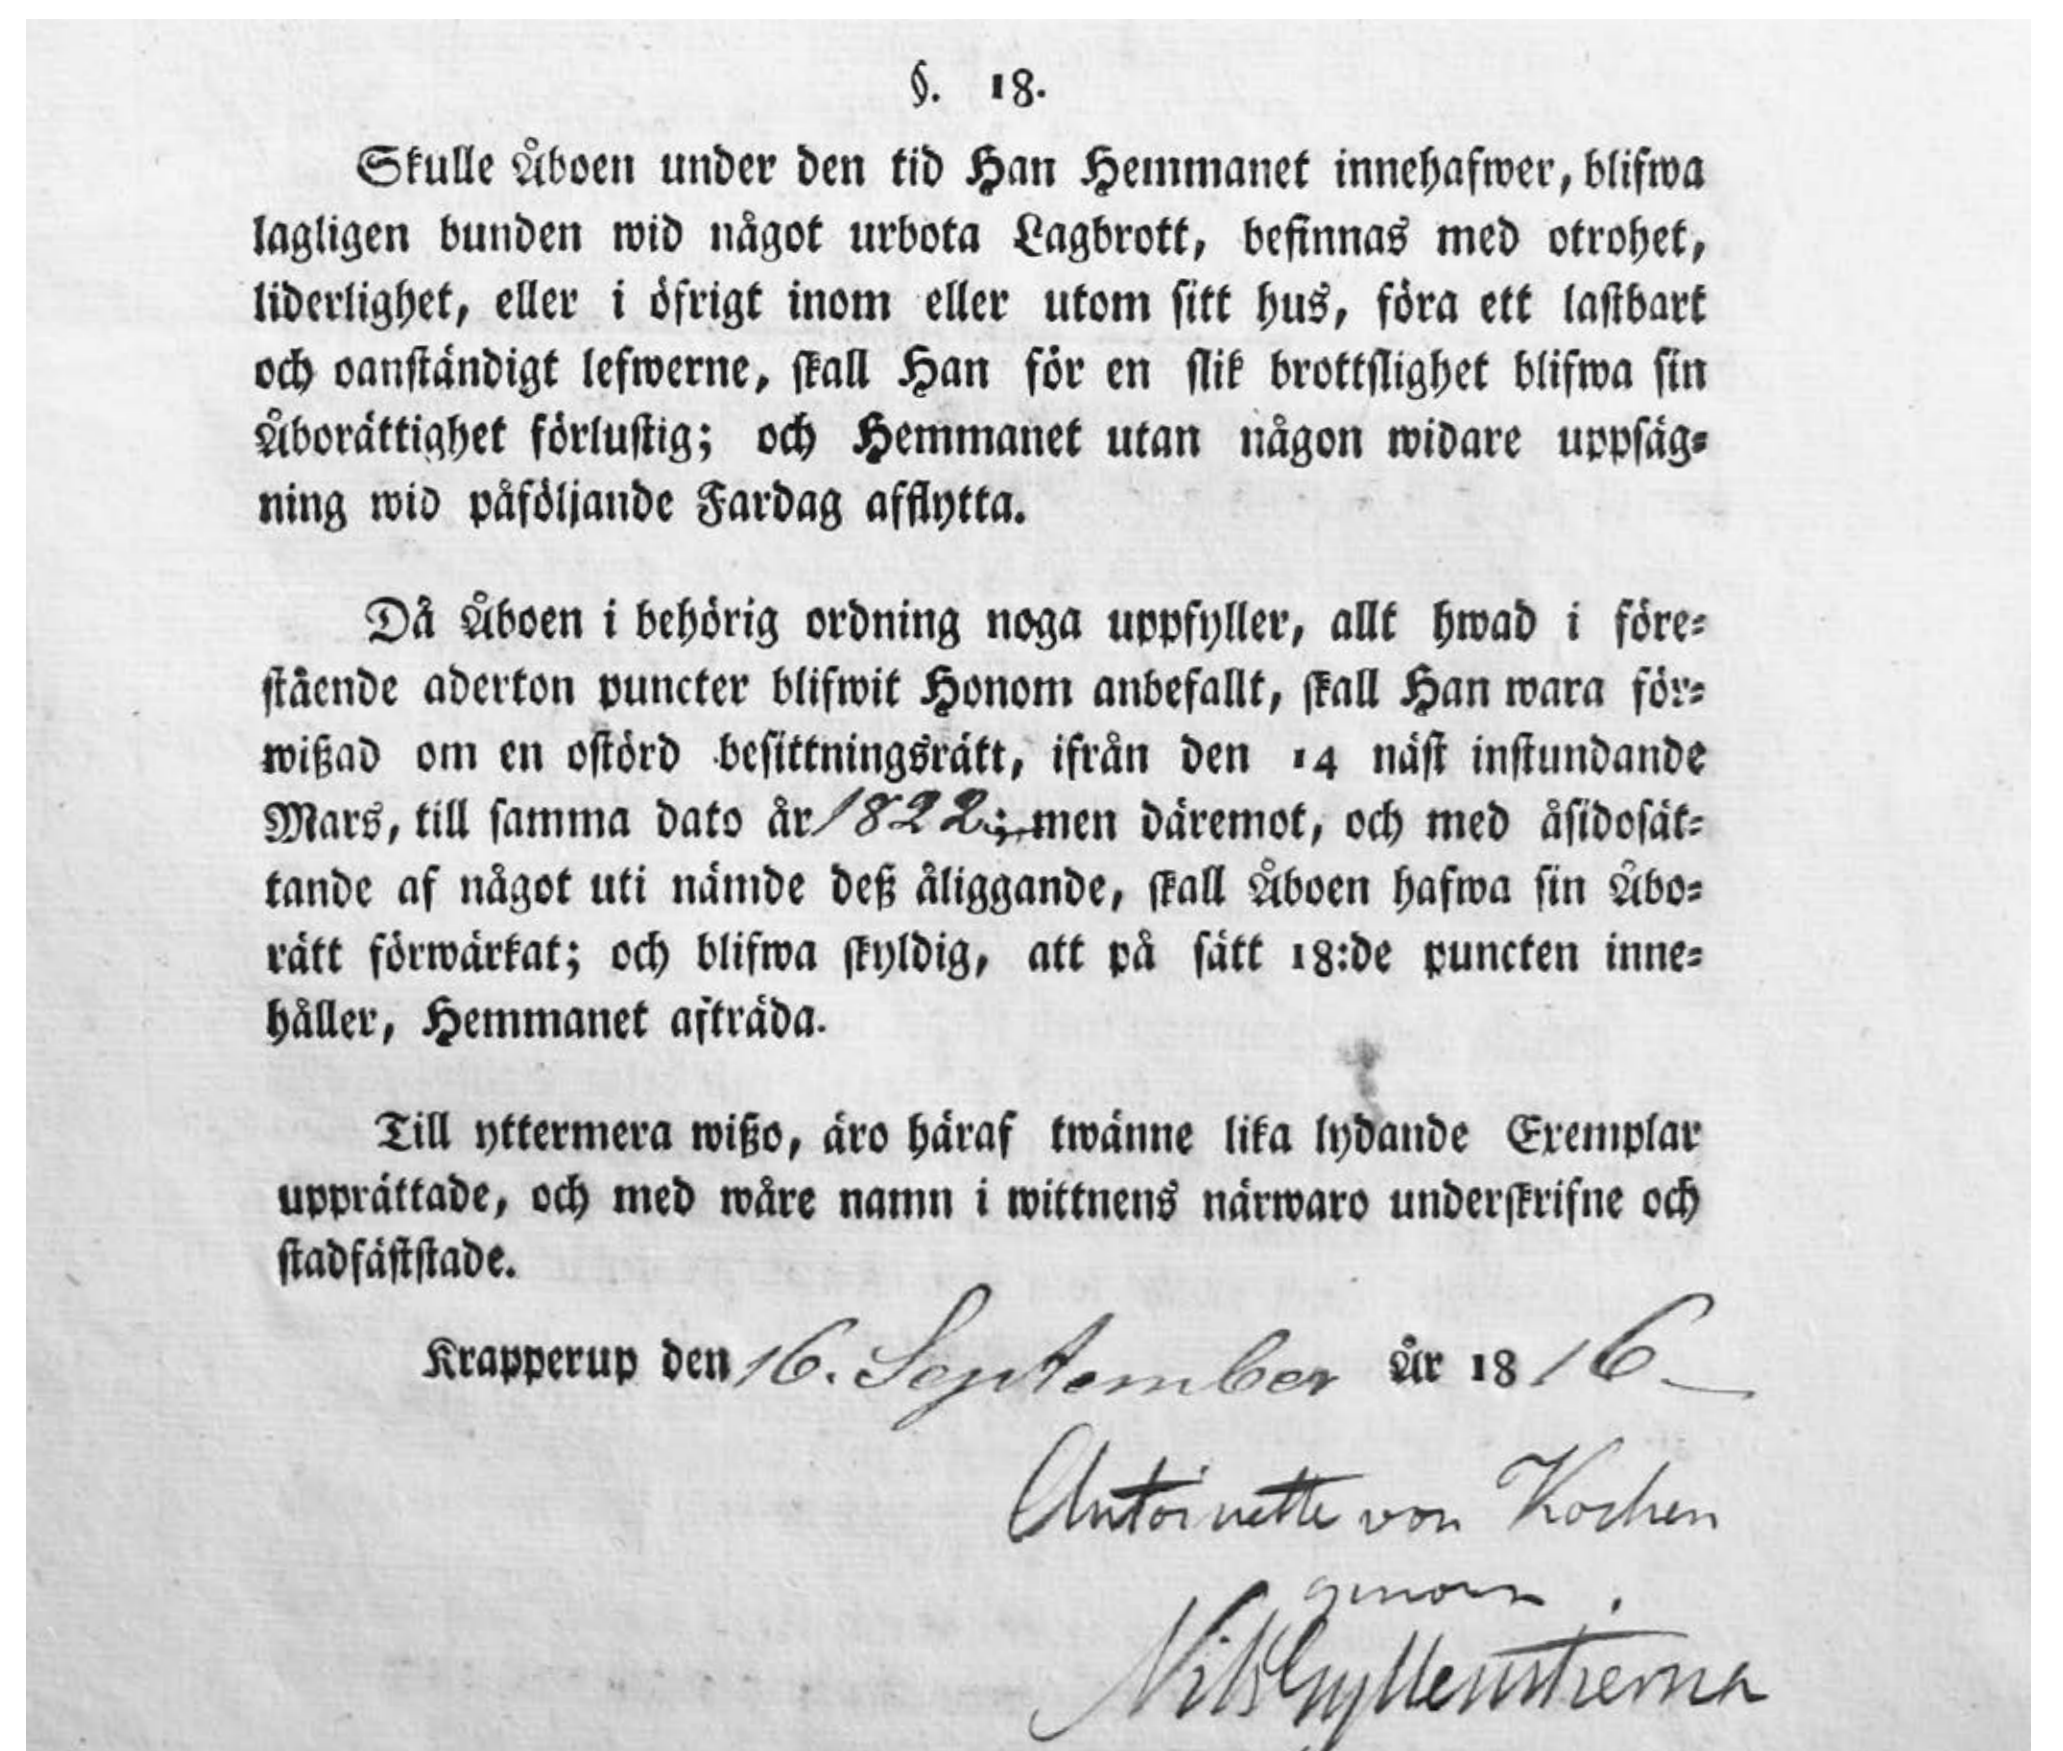 §. 18.
Skulle Åboen under den tid Han Hemmanet innehafwer, blifwa
lagligen bunden wid något urbota Lagbrott, befinnas med otrohet,
liderlighet, eller i öfrigt inom eller utom sitt hus, föra ett lastbart
och oanständigt lefwerne, skall Han för en slik brottslighet blifwa sin
Åborättighet förlustig; och Hemmanet utan någon widare uppsäg-
ning wid påföljande Fardag afflytta.
Då Åboen i behörig ordning noga uppfyller, allt hwad i före-
stående aderton puncter blifwit Honom anbefallt, skall Han wara för-
wißad om en ostörd besittningsrätt, ifrån den 14 näst instundande
Mars, till samma dato år 1822; men däremot, och med åsidosät-
tande af något uti nämde deß åliggande, skall Åboen hafwa sin Åbo-
rätt förwärkat; och blifwa skyldig, att på sätt 18:de puncten inne-
håller, Hemmanet afträda.
Till yttermera wißo, äro häraf twänne lika lydande Exemplar
upprättade, och med wåre namn i wittnens närwaro underskrifne och
stadfäststade.
Krapperup den 16. September År 1816
Antoinette von Kochen
genom
Nils Gyllenstierna